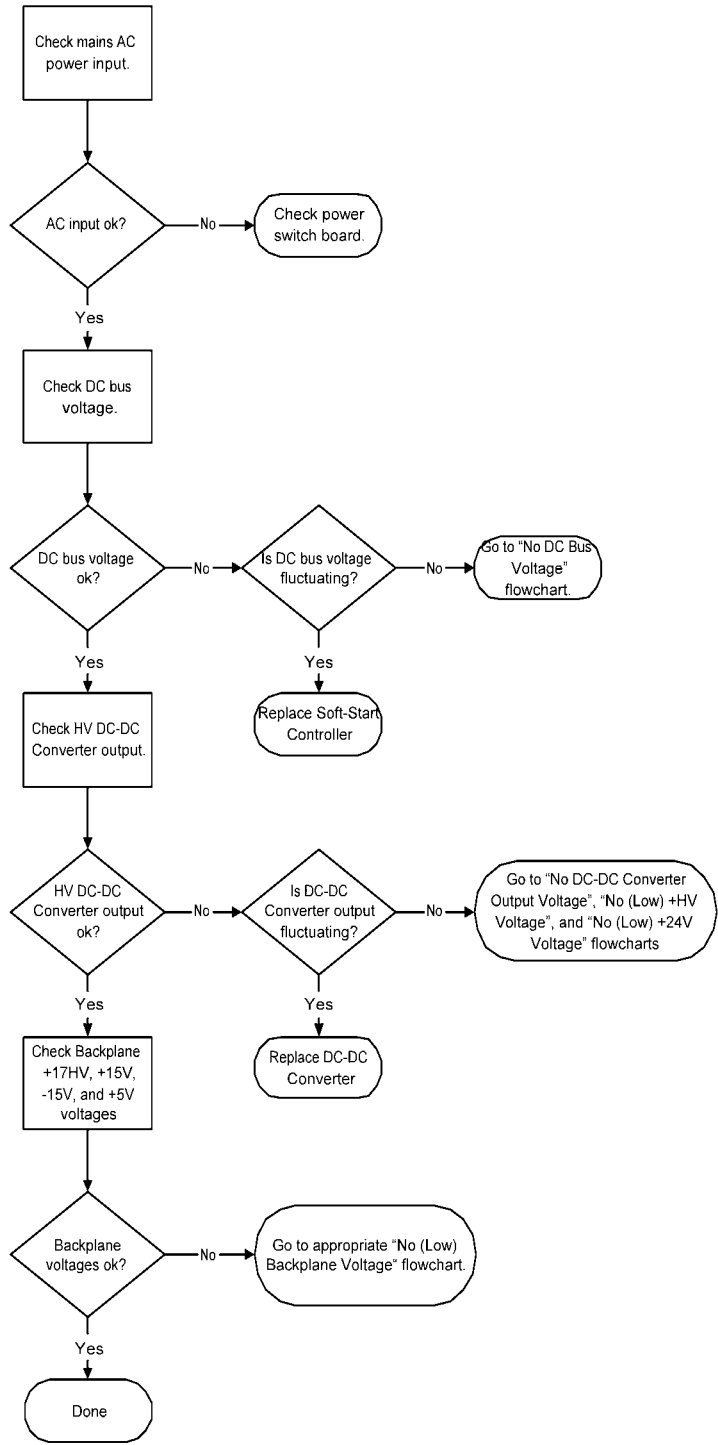 Check mains AC
power input.
AC input ok?
No
Check power
switch board.
Yes
Check DC bus
voltage.
DC bus voltage
ok?
No
Is DC bus voltage
fluctuating?
No
Go to “No DC Bus
Voltage”
flowchart.
Yes
Yes
Check HV DC-DC
Converter output.
Replace Soft-Start
Controller
HV DC-DC
Converter output
ok?
No
Is DC-DC
Converter output
fluctuating?
No
Go to “No DC-DC Converter
Output Voltage”, “No (Low) +HV
Voltage”, and “No (Low) +24V
Voltage” flowcharts
Yes
Yes
Check Backplane
+17HV, +15V,
-15V, and +5V
voltages
Replace DC-DC
Converter
Backplane
voltages ok?
No
Go to appropriate “No (Low)
Backplane Voltage“ flowchart.
Yes
Done